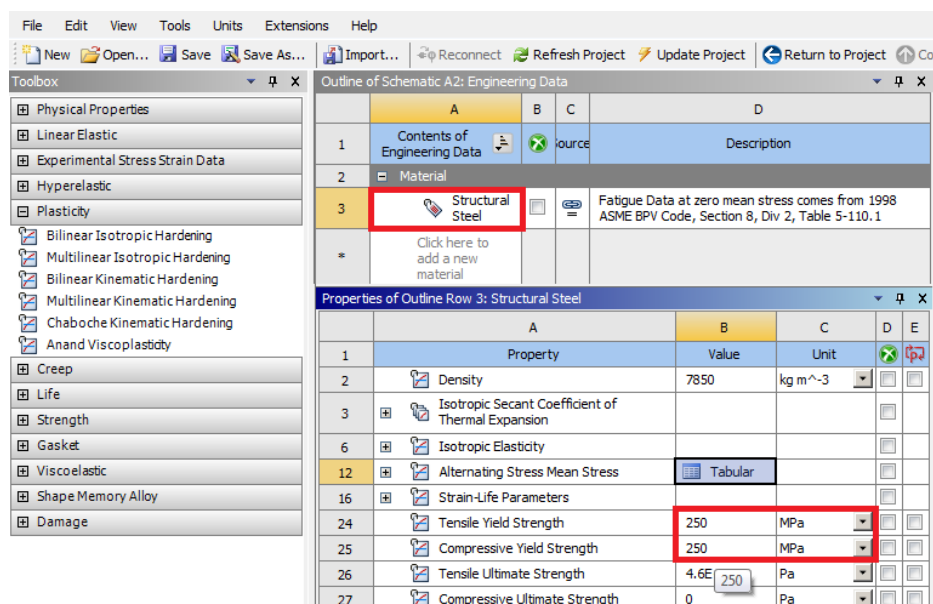 File Edit View Tools Units Extensions Help
New Open... Save Save As... Import... Reconnect Refresh Project Update Project Return to Project Co
Toolbox
Physical Properties
Linear Elastic
Experimental Stress Strain Data
Hyperelastic
Plasticity
Bilinear Isotropic Hardening
Multilinear Isotropic Hardening
Bilinear Kinematic Hardening
Multilinear Kinematic Hardening
Chaboche Kinematic Hardening
Anand Viscoplasticity
Creep
Life
Strength
Gasket
Viscoelastic
Shape Memory Alloy
Damage
Outline of Schematic A2: Engineering Data
A B C D
1 Contents of Engineering Data ource Description
2 Material
3 Structural Steel Fatigue Data at zero mean stress comes from 1998
ASME BPV Code, Section 8, Div 2, Table 5-110.1
* Click here to
add a new
material
Properties of Outline Row 3: Structural Steel
A B C D E
1 Property Value Unit
2 Density 7850 kg m^-3
3 Isotropic Secant Coefficient of
Thermal Expansion
6 Isotropic Elasticity
12 Alternating Stress Mean Stress Tabular
16 Strain-Life Parameters
24 Tensile Yield Strength 250 MPa
25 Compressive Yield Strength 250 MPa
26 Tensile Ultimate Strength 4.6E Pa
250
27 Compressive Ultimate Strength 0 Pa